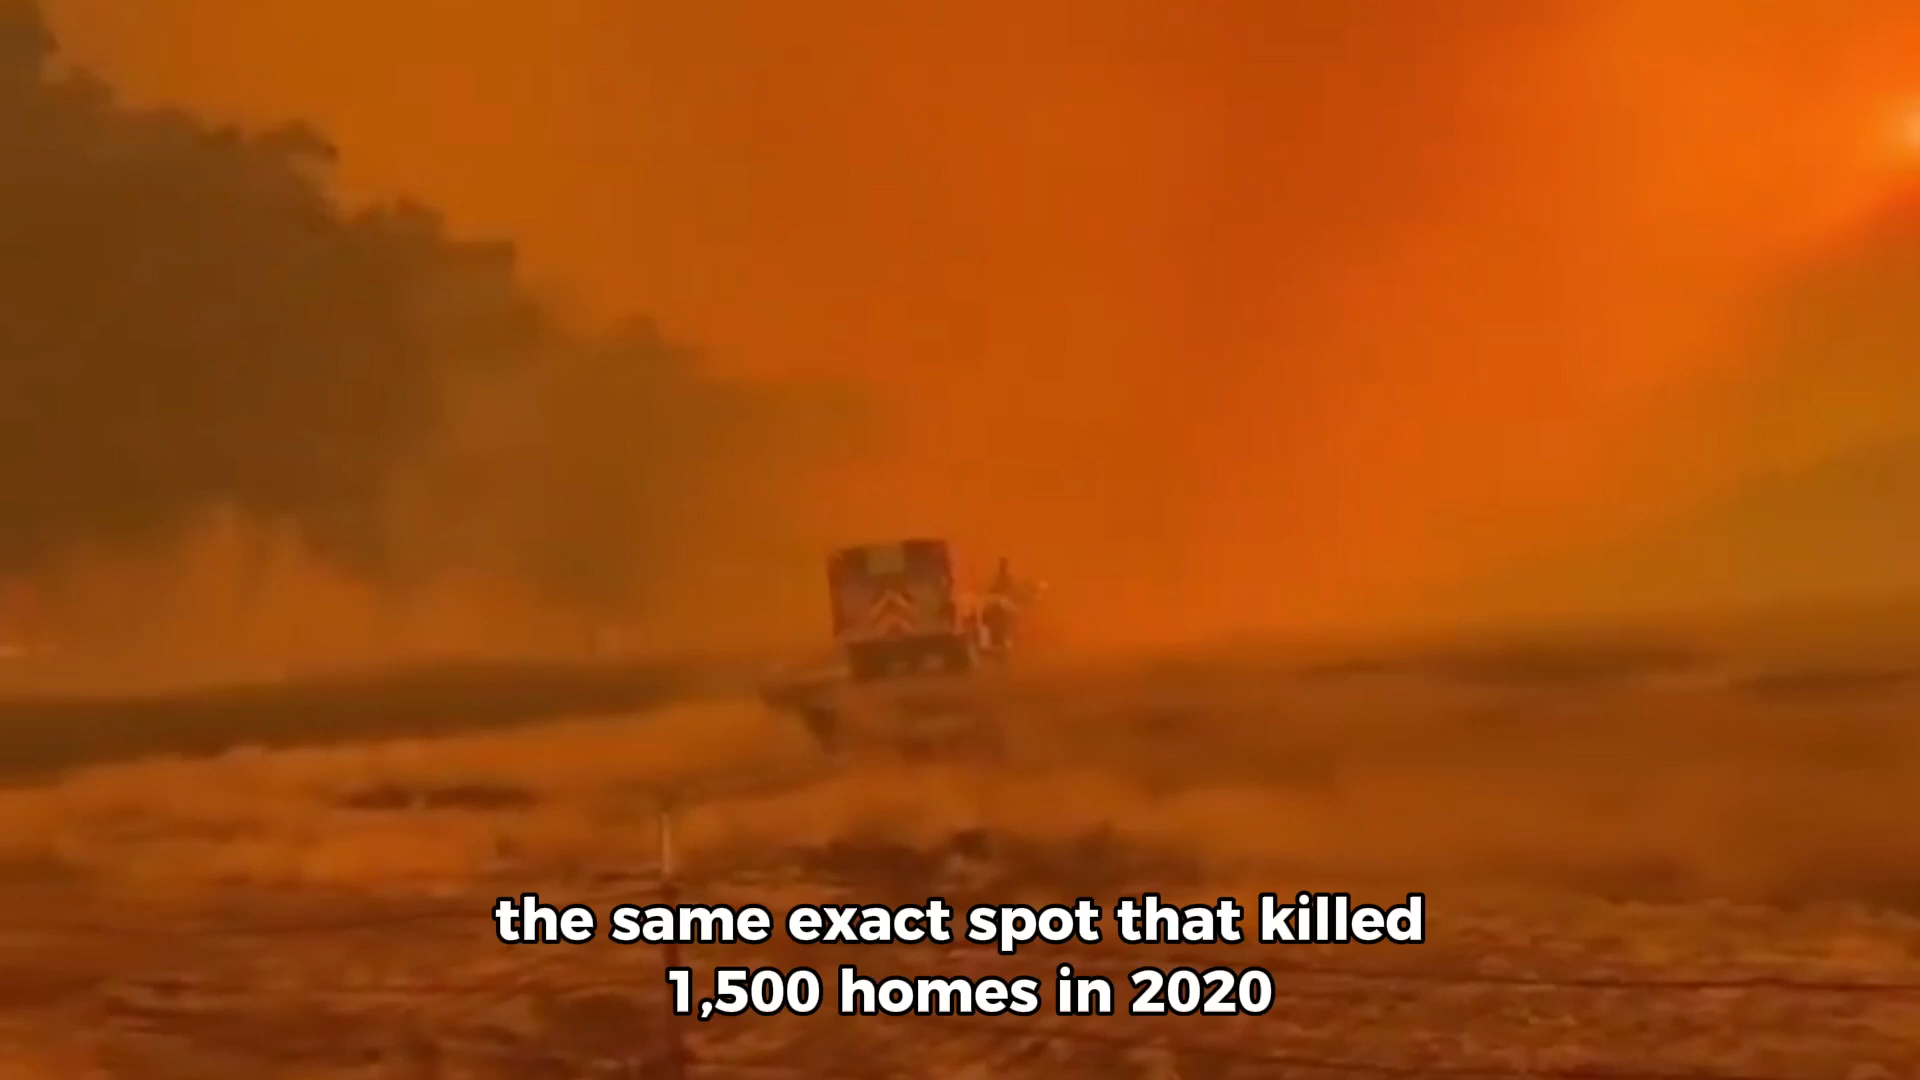 the same exact spot that killed
1,500 homes in 2020